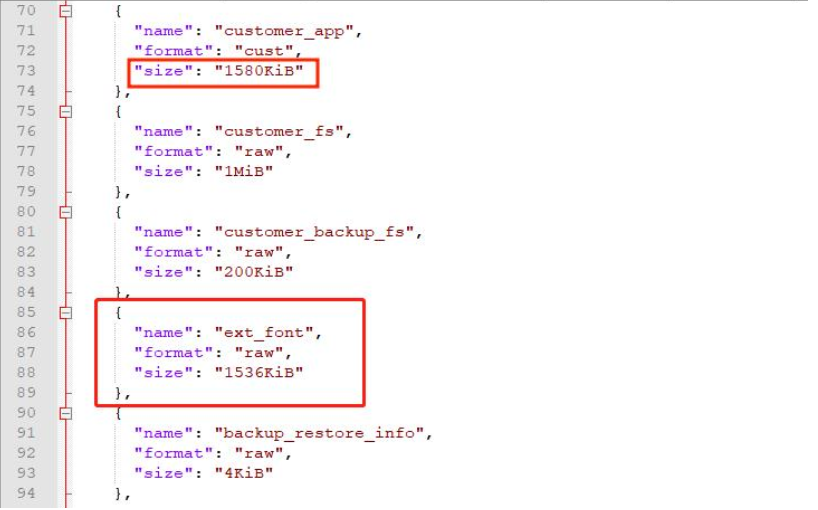 70 {
71 "name": "customer_app",
72 "format": "cust",
73 "size": "1580KiB"
74 },
75 {
76 "name": "customer_fs",
77 "format": "raw",
78 "size": "1MiB"
79 },
80 {
81 "name": "customer_backup_fs",
82 "format": "raw",
83 "size": "200KiB"
84 },
85 {
86 "name": "ext_font",
87 "format": "raw",
88 "size": "1536KiB"
89 },
90 {
91 "name": "backup_restore_info",
92 "format": "raw",
93 "size": "4KiB"
94 },